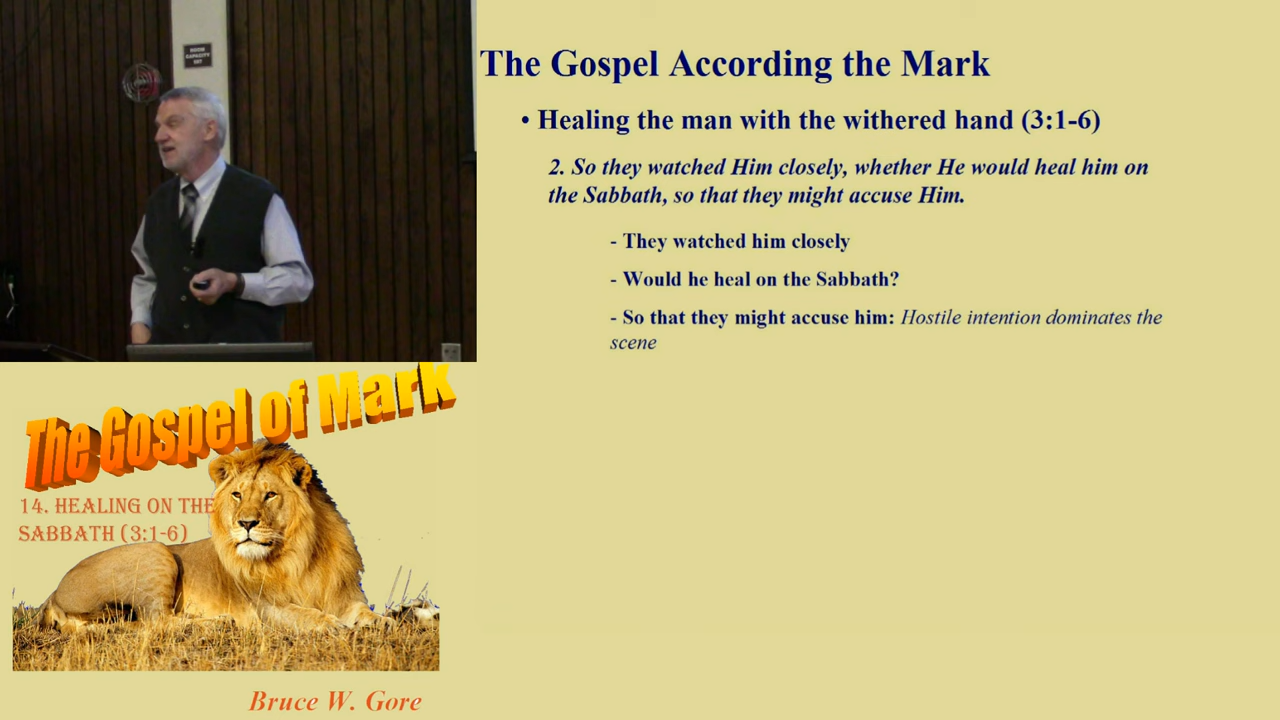 ROOM
CAPACITY
The Gospel According the Mark
• Healing the man with the withered hand (3:1-6)
2. So they watched Him closely, whether He would heal him on
the Sabbath, so that they might accuse Him.
- They watched him closely
- Would he heal on the Sabbath?
- So that they might accuse him: Hostile intention dominates the
scene
The Gospel of Mark
14. HEALING ON THE
SABBATH (3:1-6)
Bruce W. Gore